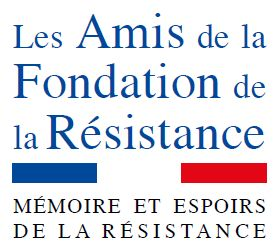 Les Amis de la
Fondation de
la Résistance
MÉMOIRE ET ESPOIRS
DE LA RÉSISTANCE